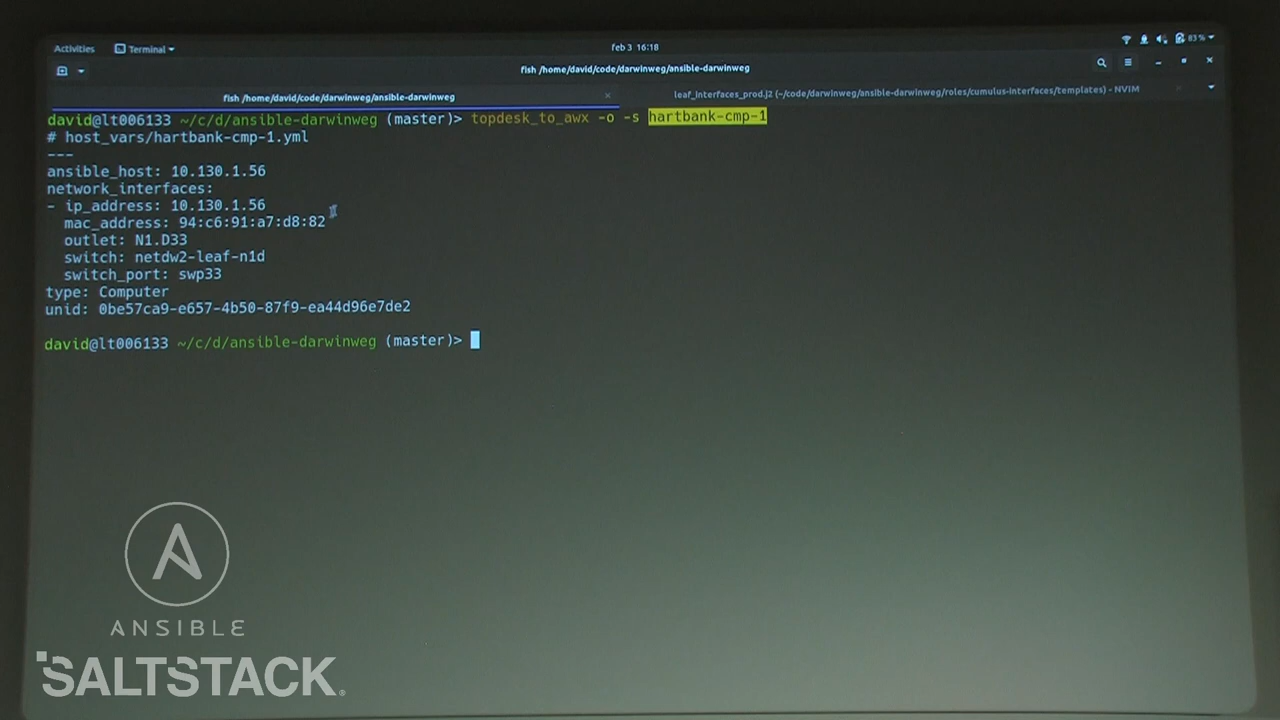 Activities
Terminal
feb 3 16:18
83 %
fish /home/david/code/darwinweg/ansible-darwinweg
fish /home/david/code/darwinweg/ansible-darwinweg
leaf_interfaces_prod.j2 (~/code/darwinweg/ansible-darwinweg/roles/cumulus-interfaces/templates) - NVIM
david@lt006133 ~/c/d/ansible-darwinweg (master)> topdesk_to_awx -o -s hartbank-cmp-1
# host_vars/hartbank-cmp-1.yml
---
ansible_host: 10.130.1.56
network_interfaces:
- ip_address: 10.130.1.56
mac_address: 94:c6:91:a7:d8:82
outlet: N1.D33
switch: netdw2-leaf-n1d
switch_port: swp33
type: Computer
unid: 0be57ca9-e657-4b50-87f9-ea44d96e7de2
david@lt006133 ~/c/d/ansible-darwinweg (master)>
ANSIBLE
SALTSTACK.